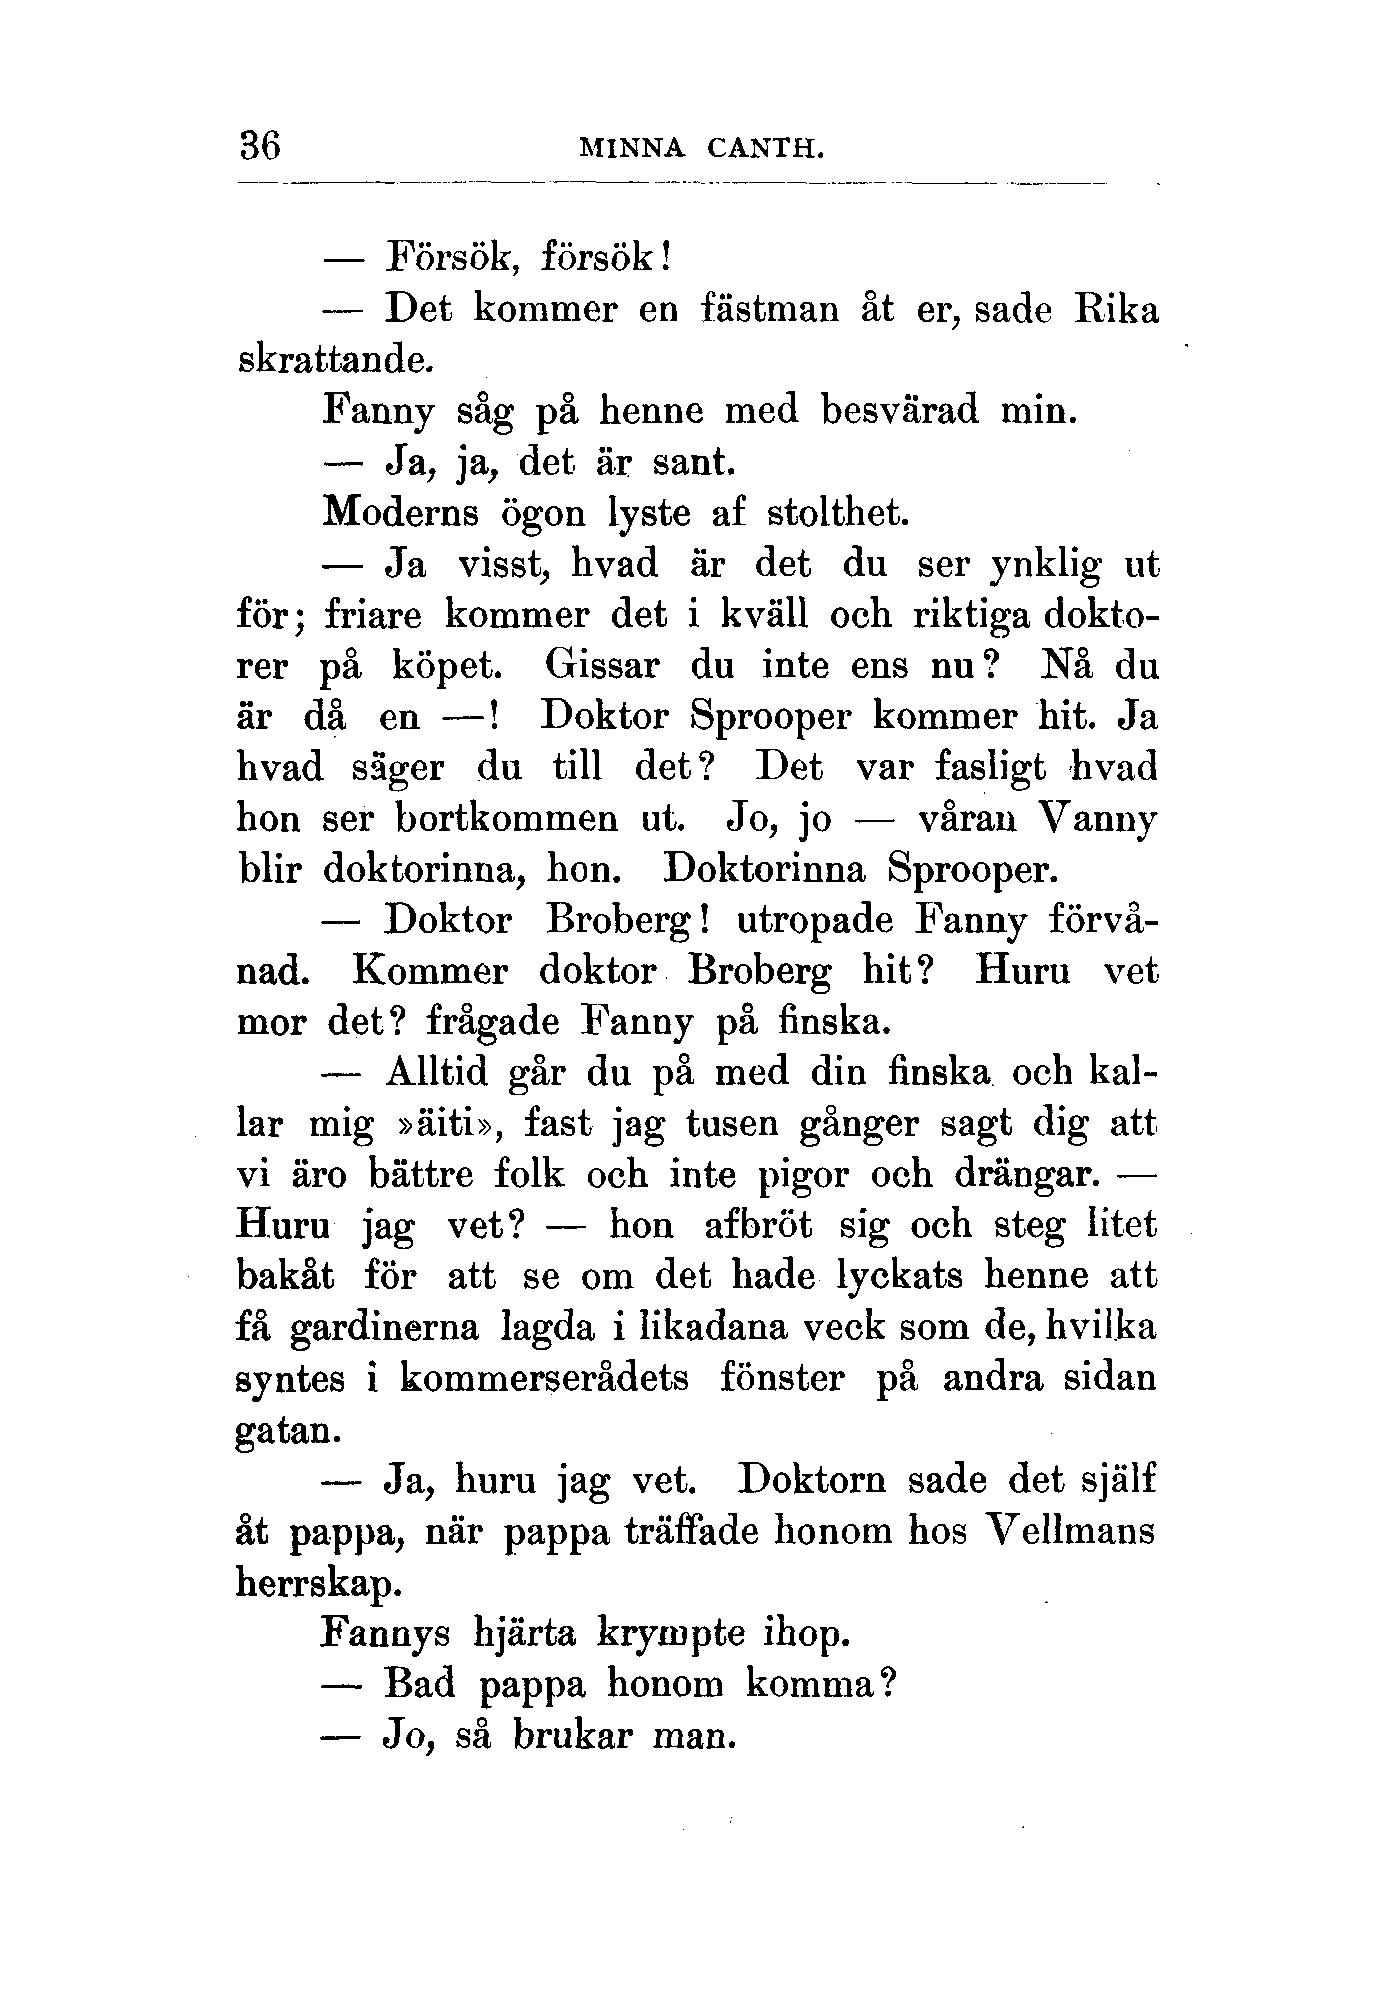 36 MINNA CANTH.
— Försök, försök!
— Det kommer en fästman åt er, sade Rika
skrattande.
Fanny såg på henne med besvärad min.
— Ja, ja, det är sant.
Moderns ögon lyste af stolthet.
— Ja visst, hvad är det du ser ynklig ut
för; friare kommer det i kväll och riktiga dokto-
rer på köpet. Gissar du inte ens nu? Nå du
är då en —! Doktor Sprooper kommer hit. Ja
hvad säger du till det? Det var fasligt hvad
hon ser bortkommen ut. Jo, jo — våran Vanny
blir doktorinna, hon. Doktorinna Sprooper.
— Doktor Broberg! utropade Fanny förvå-
nad. Kommer doktor Broberg hit? Huru vet
mor det? frågade Fanny på finska.
— Alltid går du på med din finska och kal-
lar mig »äiti», fast jag tusen gånger sagt dig att
vi äro bättre folk och inte pigor och drängar. —
Huru jag vet? — hon afbröt sig och steg litet
bakåt för att se om det hade lyckats henne att
få gardinerna lagda i likadana veck som de, hvilka
syntes i kommerserådets fönster på andra sidan
gatan.
— Ja, huru jag vet. Doktorn sade det själf
åt pappa, när pappa träffade honom hos Vellmans
herrskap.
Fannys hjärta krympte ihop.
— Bad pappa honom komma?
— Jo, så brukar man.